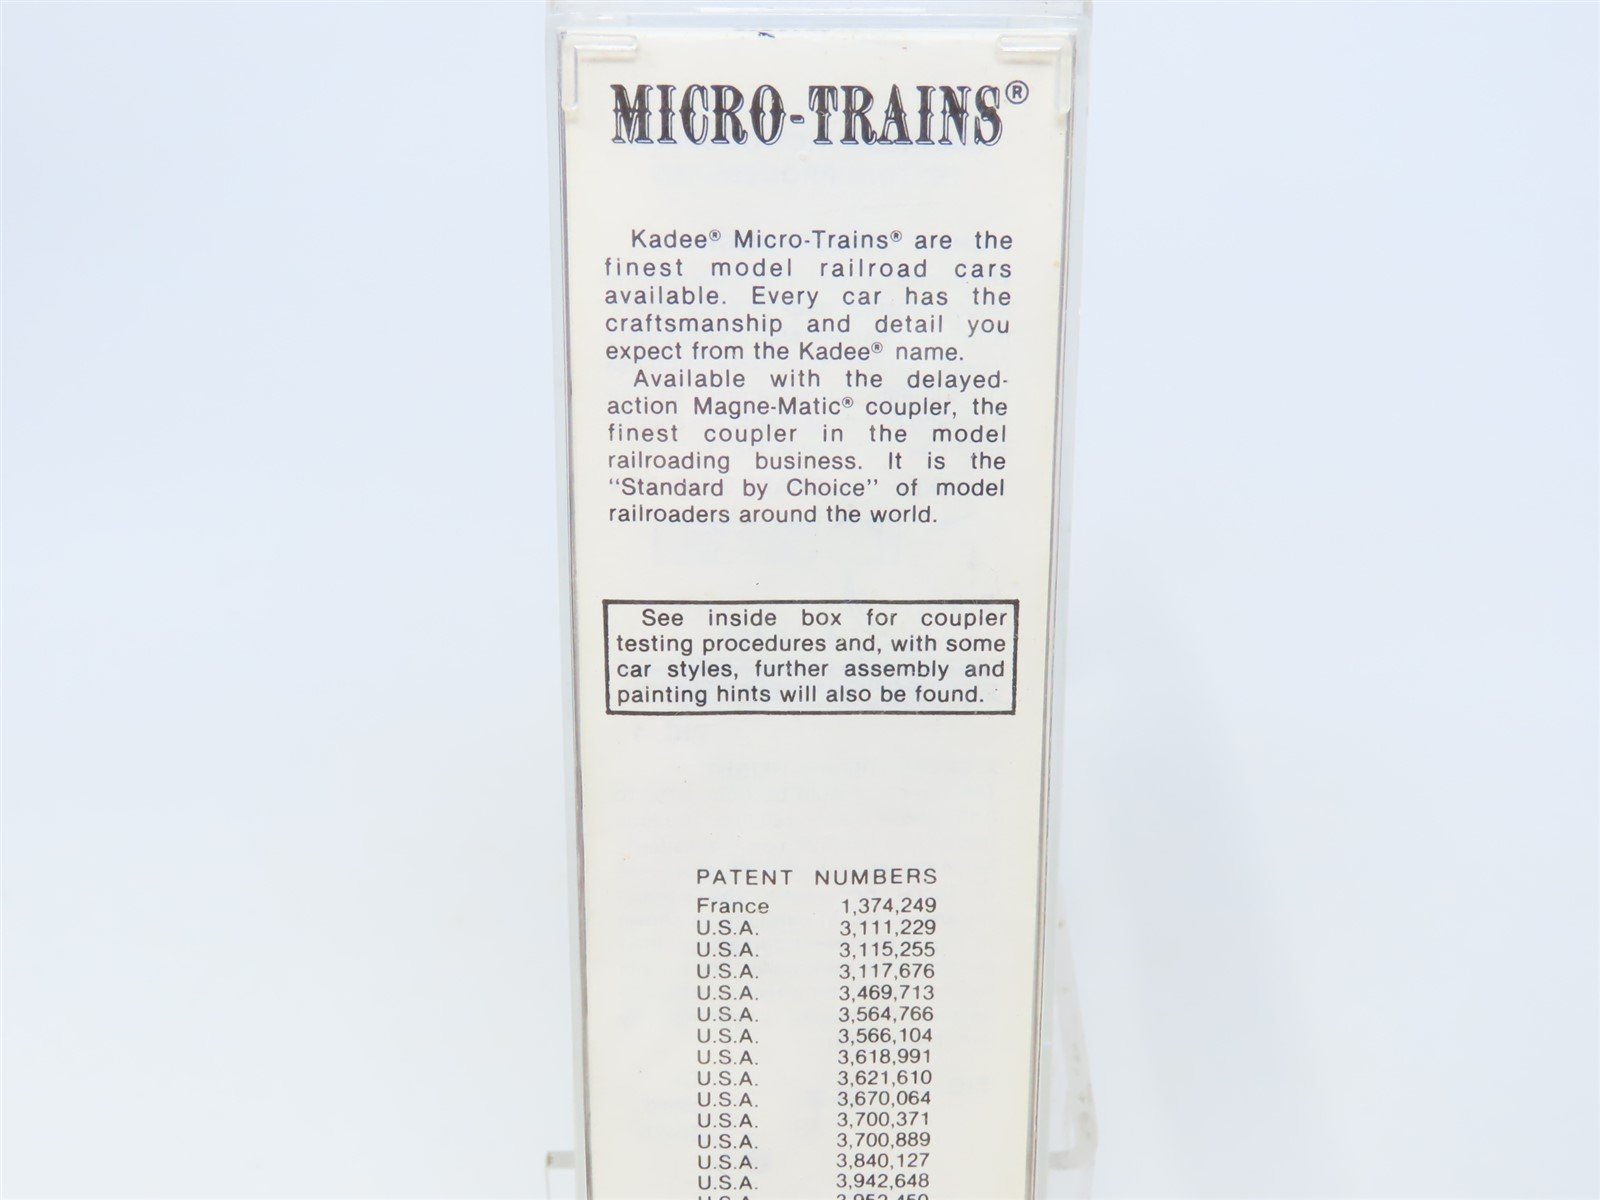 MICRO-TRAINS®
Kadee® Micro-Trains® are the
finest model railroad cars
available. Every car has the
craftsmanship and detail you
expect from the Kadee® name.
Available with the delayed-
action Magne-Matic® coupler, the
finest coupler in the model
railroading business. It is the
“Standard by Choice” of model
railroaders around the world.
See inside box for coupler
testing procedures and, with some
car styles, further assembly and
painting hints will also be found.
PATENT NUMBERS
France 1,374,249
U.S.A. 3,111,229
U.S.A. 3,115,255
U.S.A. 3,117,676
U.S.A. 3,469,713
U.S.A. 3,564,766
U.S.A. 3,566,104
U.S.A. 3,618,991
U.S.A. 3,621,610
U.S.A. 3,670,064
U.S.A. 3,700,371
U.S.A. 3,700,889
U.S.A. 3,840,127
U.S.A. 3,942,648
U.S.A.